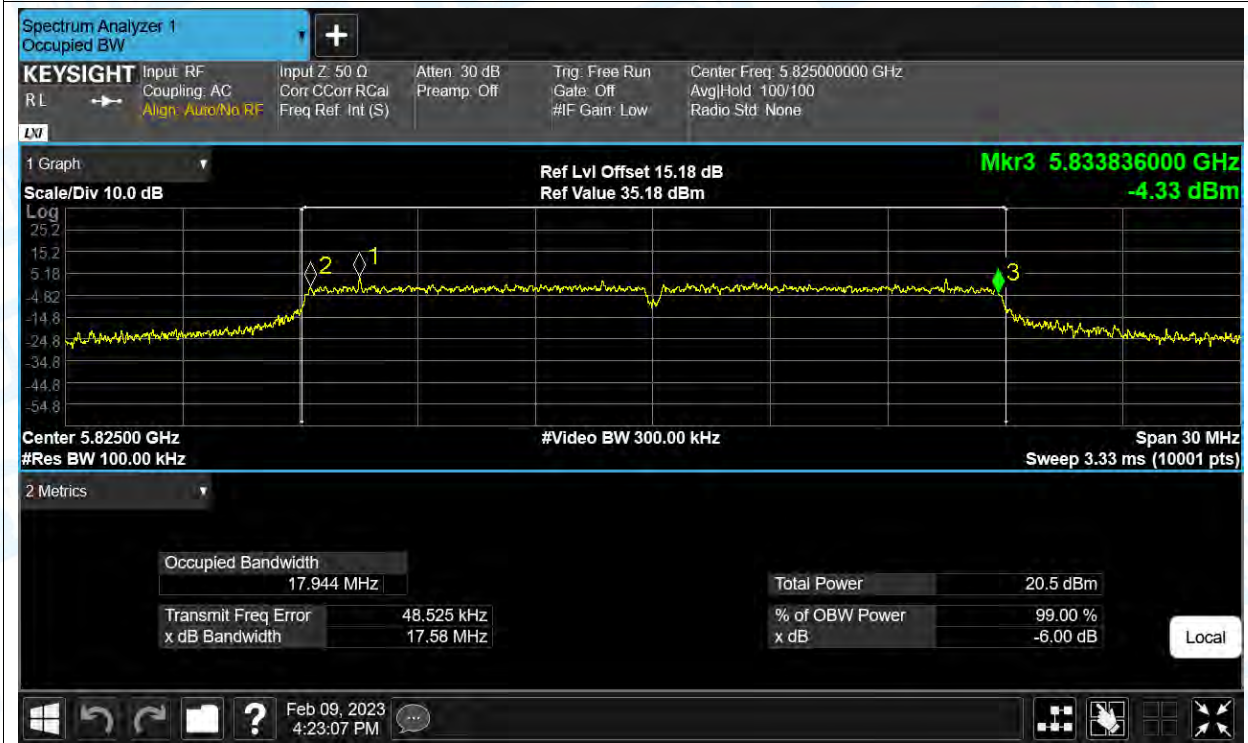 Spectrum Analyzer 1
Occupied BW
KEYSIGHT
R L
LXI
Input: RF
Coupling: AC
Align: Auto/No RF
Input Z: 50 Ω
Corr CCorr RCal
Freq Ref: Int (S)
Atten: 30 dB
Preamp: Off
Trig: Free Run
Gate: Off
#IF Gain: Low
Center Freq: 5.825000000 GHz
Avg|Hold: 100/100
Radio Std: None
1 Graph
Scale/Div 10.0 dB
Ref Lvl Offset 15.18 dB
Ref Value 35.18 dBm
Mkr3 5.833836000 GHz
-4.33 dBm
Log
25.2
15.2
5.18
-4.82
-14.8
-24.8
-34.8
-44.8
-54.8
2
1
3
Center 5.82500 GHz
#Res BW 100.00 kHz
#Video BW 300.00 kHz
Span 30 MHz
Sweep 3.33 ms (10001 pts)
2 Metrics
Occupied Bandwidth
17.944 MHz
Transmit Freq Error 48.525 kHz
x dB Bandwidth 17.58 MHz
Total Power 20.5 dBm
% of OBW Power 99.00 %
x dB -6.00 dB
Local
?
Feb 09, 2023
4:23:07 PM